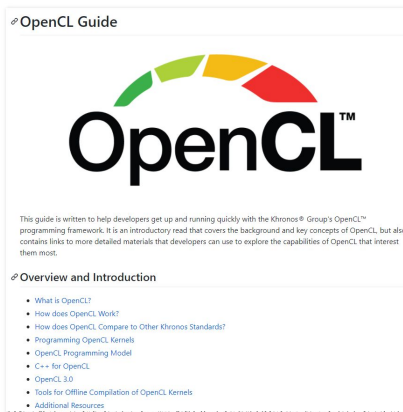 OpenCL Guide
OpenCL™
This guide is written to help developers get up and running quickly with the Khronos® Group's OpenCL™
programming framework. It is an introductory read that covers the background and key concepts of OpenCL, but also
contains links to more detailed materials that developers can use to explore the capabilities of OpenCL that interest
them most.
Overview and Introduction
What is OpenCL?
How does OpenCL Work?
How does OpenCL Compare to Other Khronos Standards?
Programming OpenCL Kernels
OpenCL Programming Model
C++ for OpenCL
OpenCL 3.0
Tools for Offline Compilation of OpenCL Kernels
Additional Resources